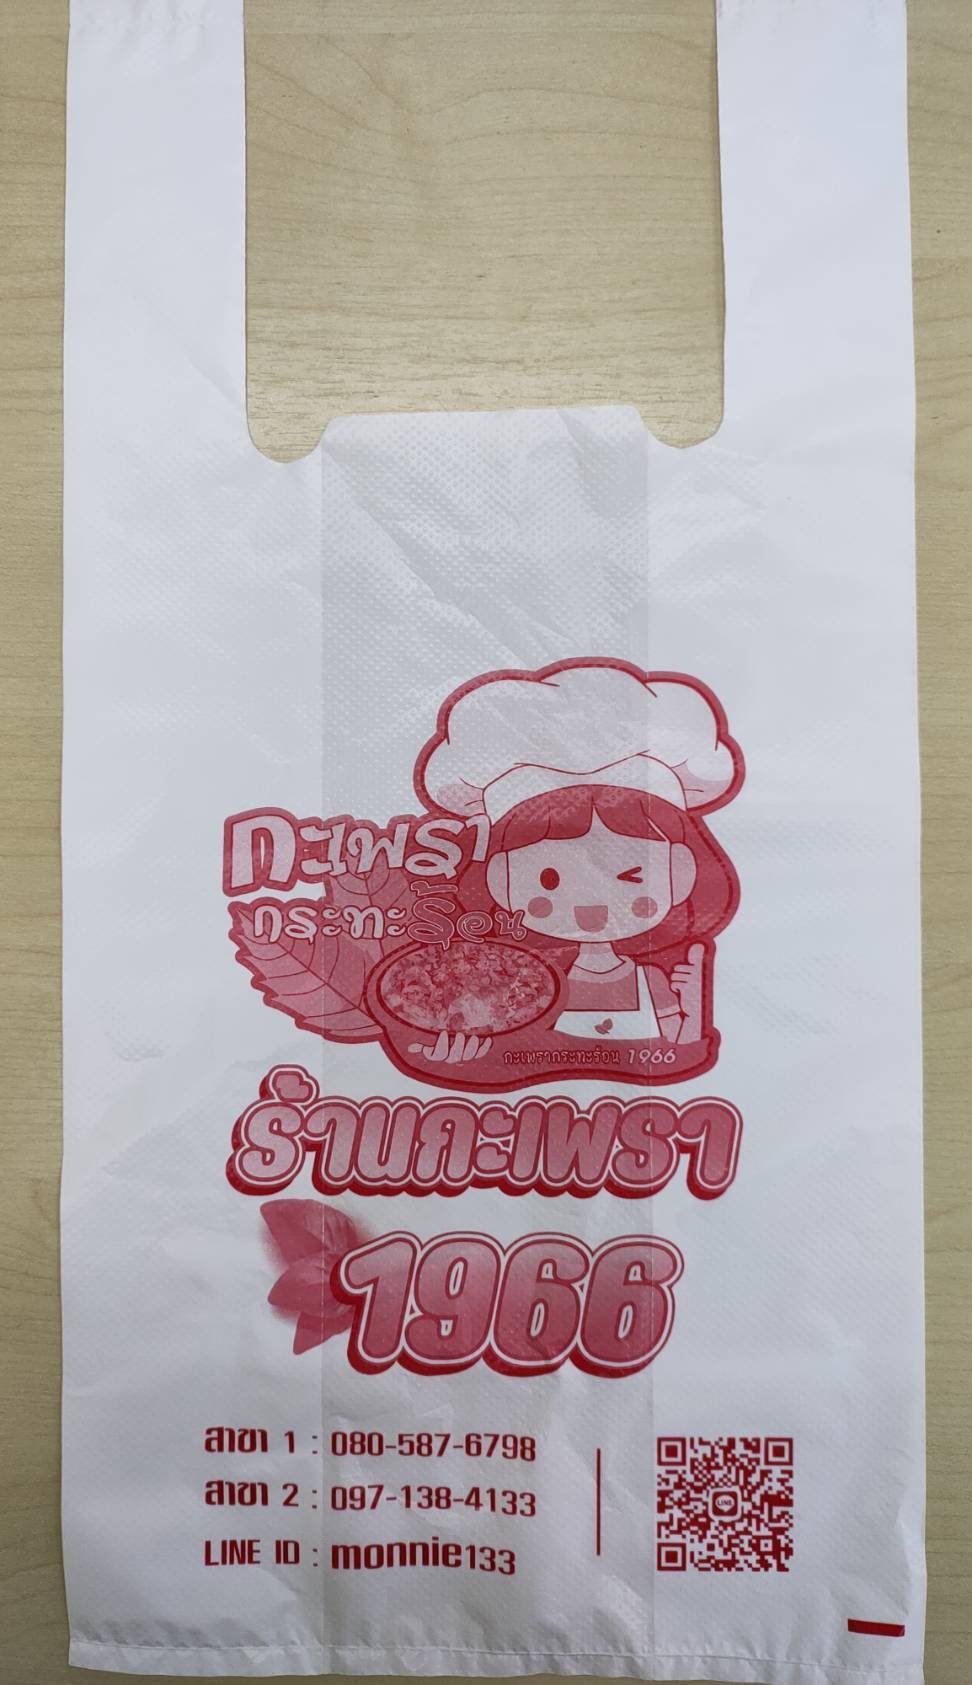 กะเพรา
กระทะร้อน
กะเพรากระทะร้อน 1966
ร้านกะเพรา
1966
สาขา 1 : 080-587-6798
สาขา 2 : 097-138-4133
LINE ID : monnie133
LINE